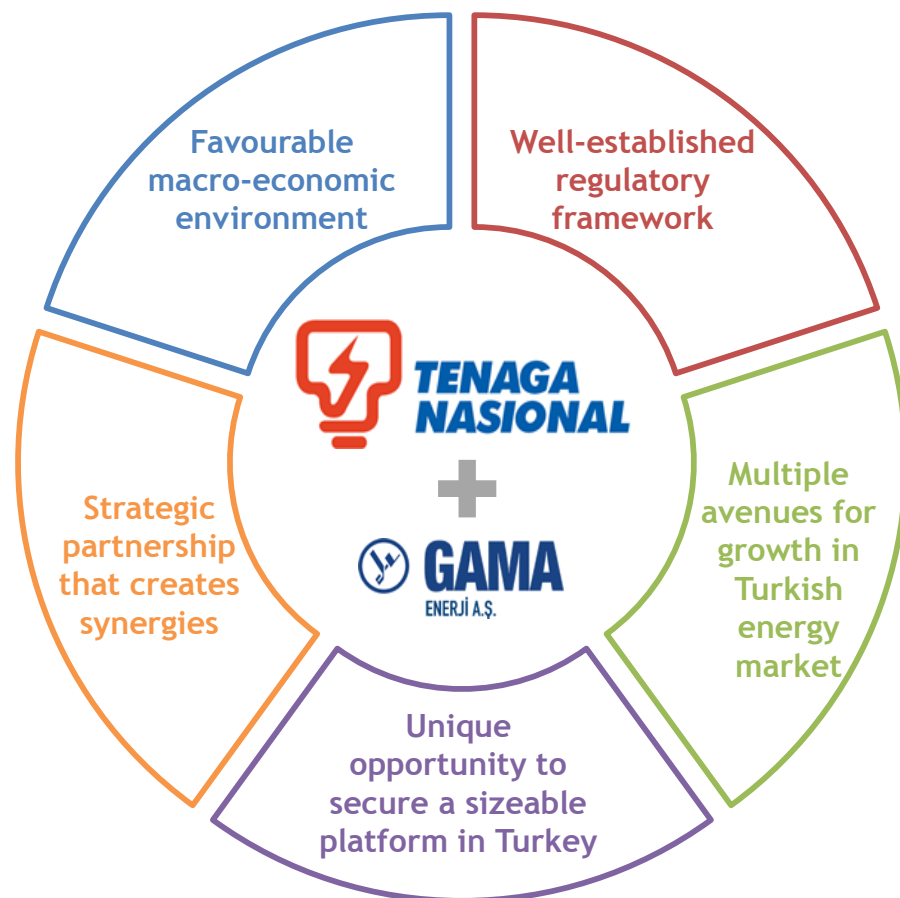 Favourable
macro-economic
environment
Well-established
regulatory
framework
TENAGA
NASIONAL
GAMA
ENERJİ A.Ş.
Multiple
avenues for
growth in
Turkish
energy
market
Strategic
partnership
that creates
synergies
Unique
opportunity to
secure a sizeable
platform in Turkey